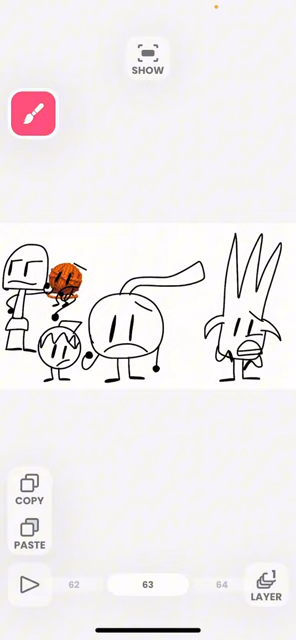 SHOW
COPY
PASTE
62 63 64
1
LAYER